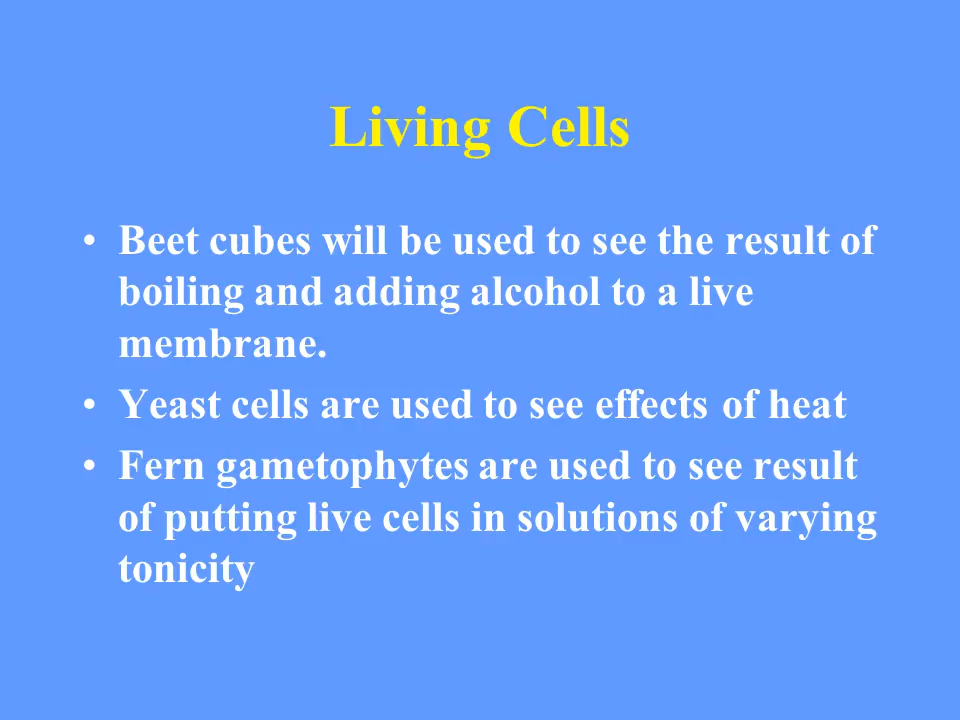 Living Cells
• Beet cubes will be used to see the result of
boiling and adding alcohol to a live
membrane.
• Yeast cells are used to see effects of heat
• Fern gametophytes are used to see result
of putting live cells in solutions of varying
tonicity